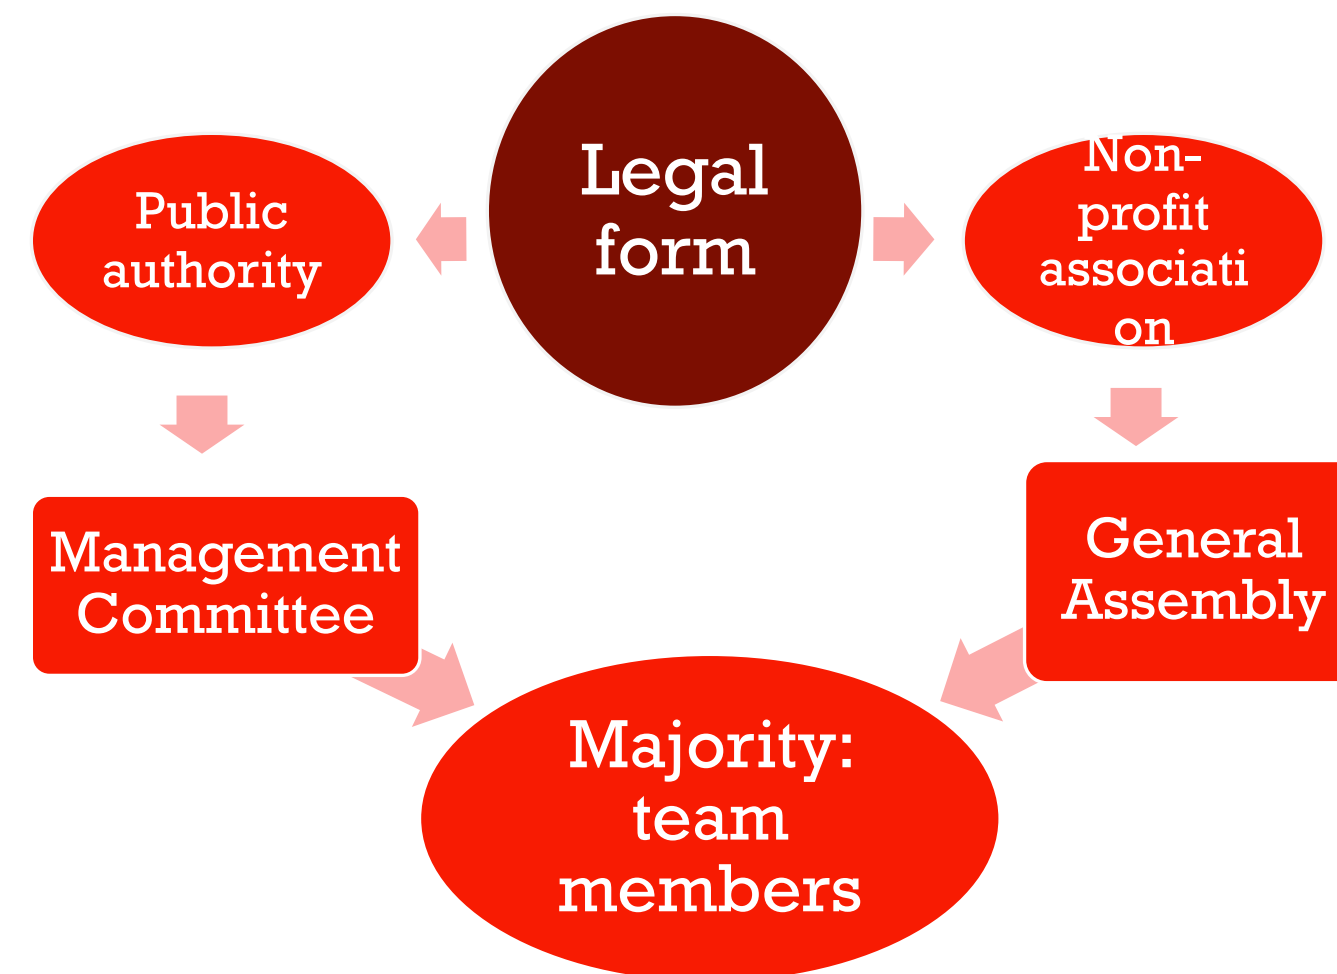 Legal
form
Public
authority
Non-
profit
associati
on
Management
Committee
General
Assembly
Majority:
team
members